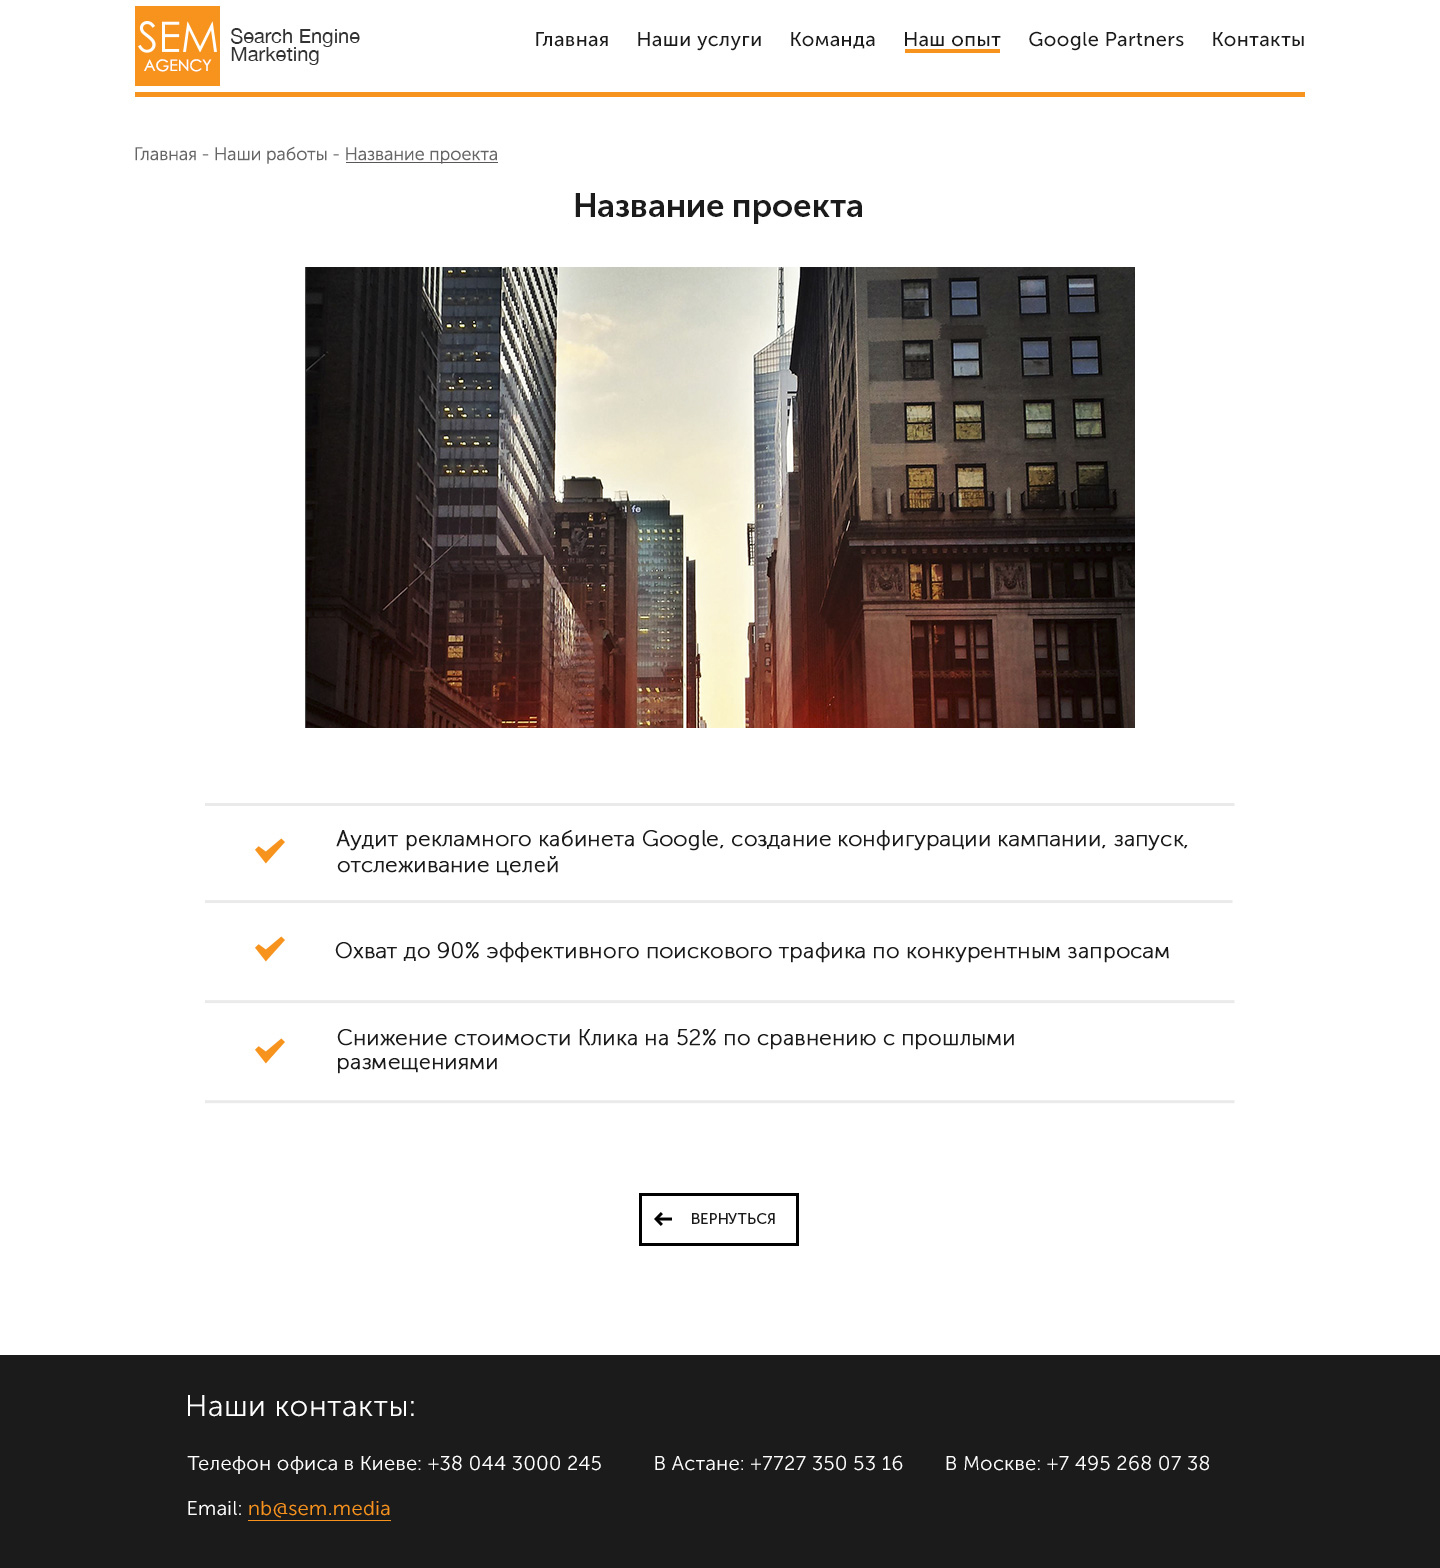 SEM
AGENCY
Search Engine
Marketing
Главная Наши услуги Команда Наш опыт Google Partners Контакты
Главная - Наши работы - Название проекта
Название проекта
Аудит рекламного кабинета Google, создание конфигурации кампании, запуск,
отслеживание целей
Охват до 90% эффективного поискового трафика по конкурентным запросам
Снижение стоимости Клика на 52% по сравнению с прошлыми
размещениями
ВЕРНУТЬСЯ
Наши контакты:
Телефон офиса в Киеве: +38 044 3000 245 В Астане: +7727 350 53 16 В Москве: +7 495 268 07 38
Email: nb@sem.media